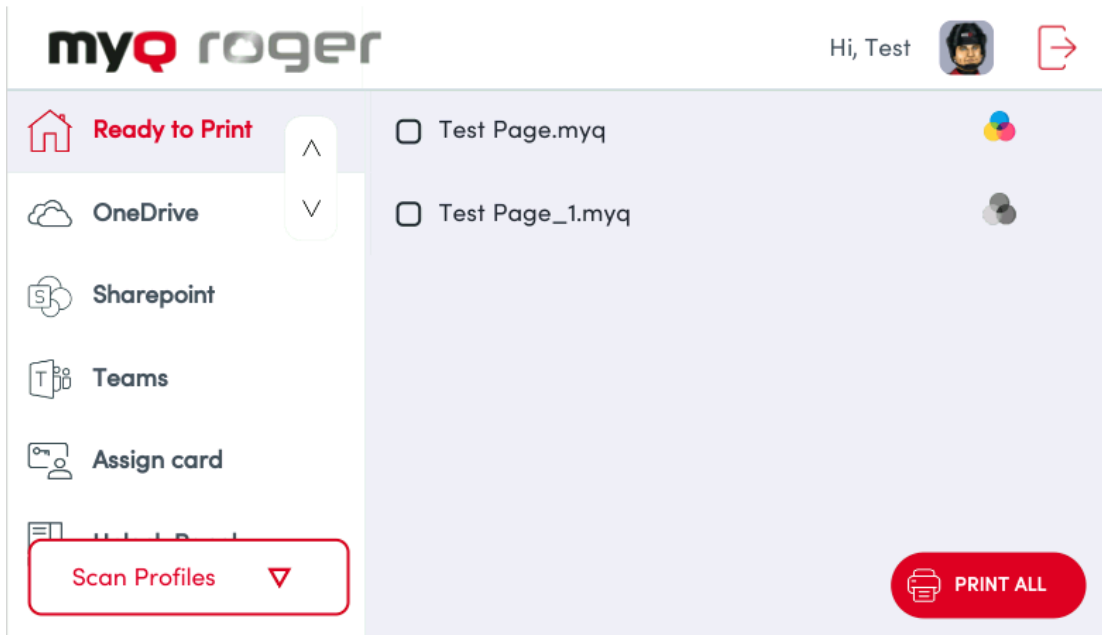 myQ roger
Hi, Test
Ready to Print
OneDrive
Sharepoint
Teams
Assign card
Scan Profiles
Test Page.myq
Test Page_1.myq
PRINT ALL